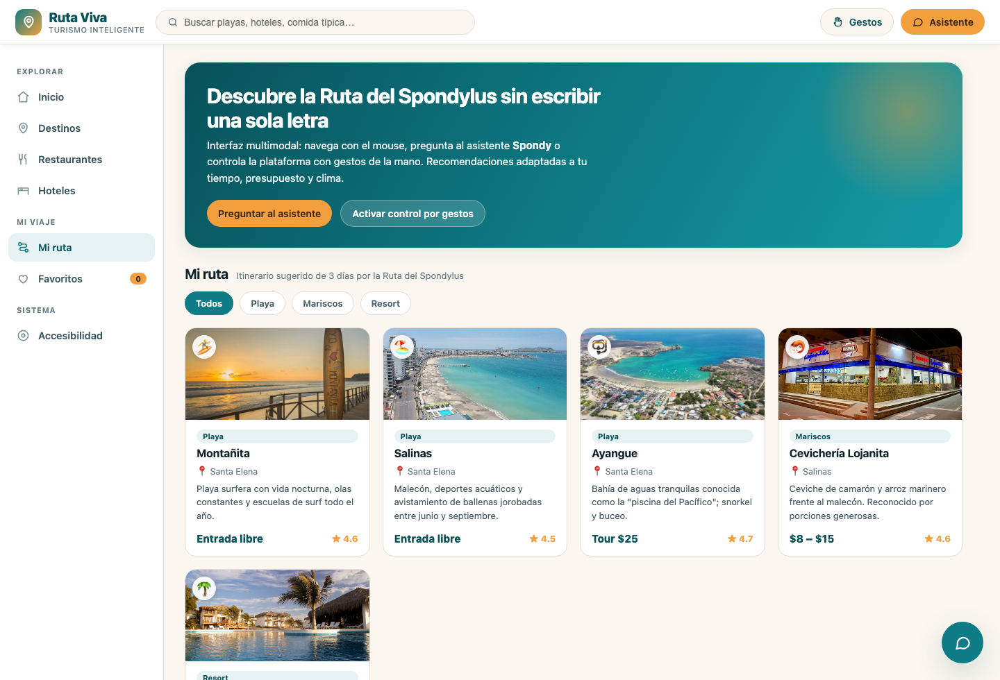 Ruta Viva
TURISMO INTELIGENTE
Buscar playas, hoteles, comida típica…
Gestos
Asistente
EXPLORAR
Inicio
Destinos
Restaurantes
Hoteles
MI VIAJE
Mi ruta
Favoritos
0
SISTEMA
Accesibilidad
Descubre la Ruta del Spondylus sin escribir
una sola letra
Interfaz multimodal: navega con el mouse, pregunta al asistente Spondy o
controla la plataforma con gestos de la mano. Recomendaciones adaptadas a tu
tiempo, presupuesto y clima.
Preguntar al asistente
Activar control por gestos
Mi ruta
Itinerario sugerido de 3 días por la Ruta del Spondylus
Todos
Playa
Mariscos
Resort
MONTAÑITA
Playa
Montañita
Santa Elena
Playa surfera con vida nocturna, olas
constantes y escuelas de surf todo el
año.
Entrada libre
4.6
Playa
Salinas
Santa Elena
Malecón, deportes acuáticos y
avistamiento de ballenas jorobadas
entre junio y septiembre.
Entrada libre
4.5
Playa
Ayangue
Santa Elena
Bahía de aguas tranquilas conocida
como la "piscina del Pacífico"; snorkel
y buceo.
Tour $25
4.7
Lojanita
Mariscos
Cevichería Lojanita
Salinas
Ceviche de camarón y arroz marinero
frente al malecón. Reconocido por
porciones generosas.
$8 – $15
4.6
Resort